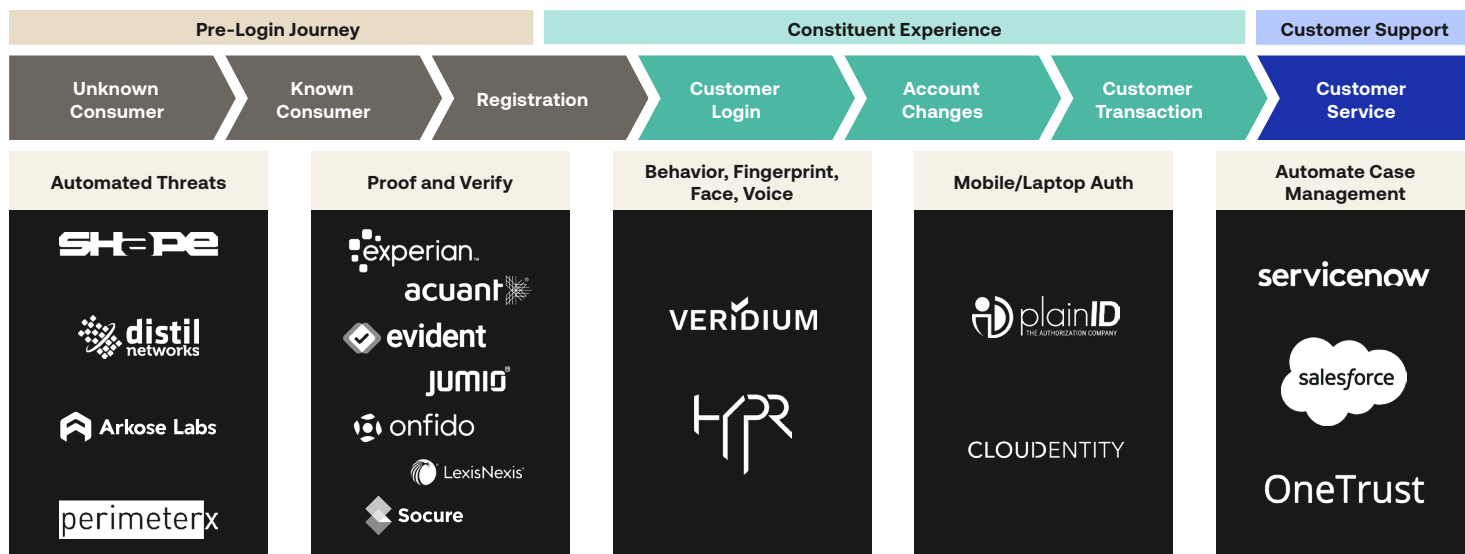 Pre-Login Journey
Constituent Experience
Customer Support
Unknown
Consumer
Known
Consumer
Registration
Customer
Login
Account
Changes
Customer
Transaction
Customer
Service
Automated Threats
SHAPE
distil
networks
Arkose Labs
perimeterx
Proof and Verify
experian™
acuant®
evident
JUMIO®
onfido
LexisNexis®
Socure
Behavior, Fingerprint,
Face, Voice
VERIDIUM
HYPR
Mobile/Laptop Auth
iD plainID
THE AUTHORIZATION COMPANY
CLOUDENTITY
Automate Case
Management
servicenow
salesforce
OneTrust